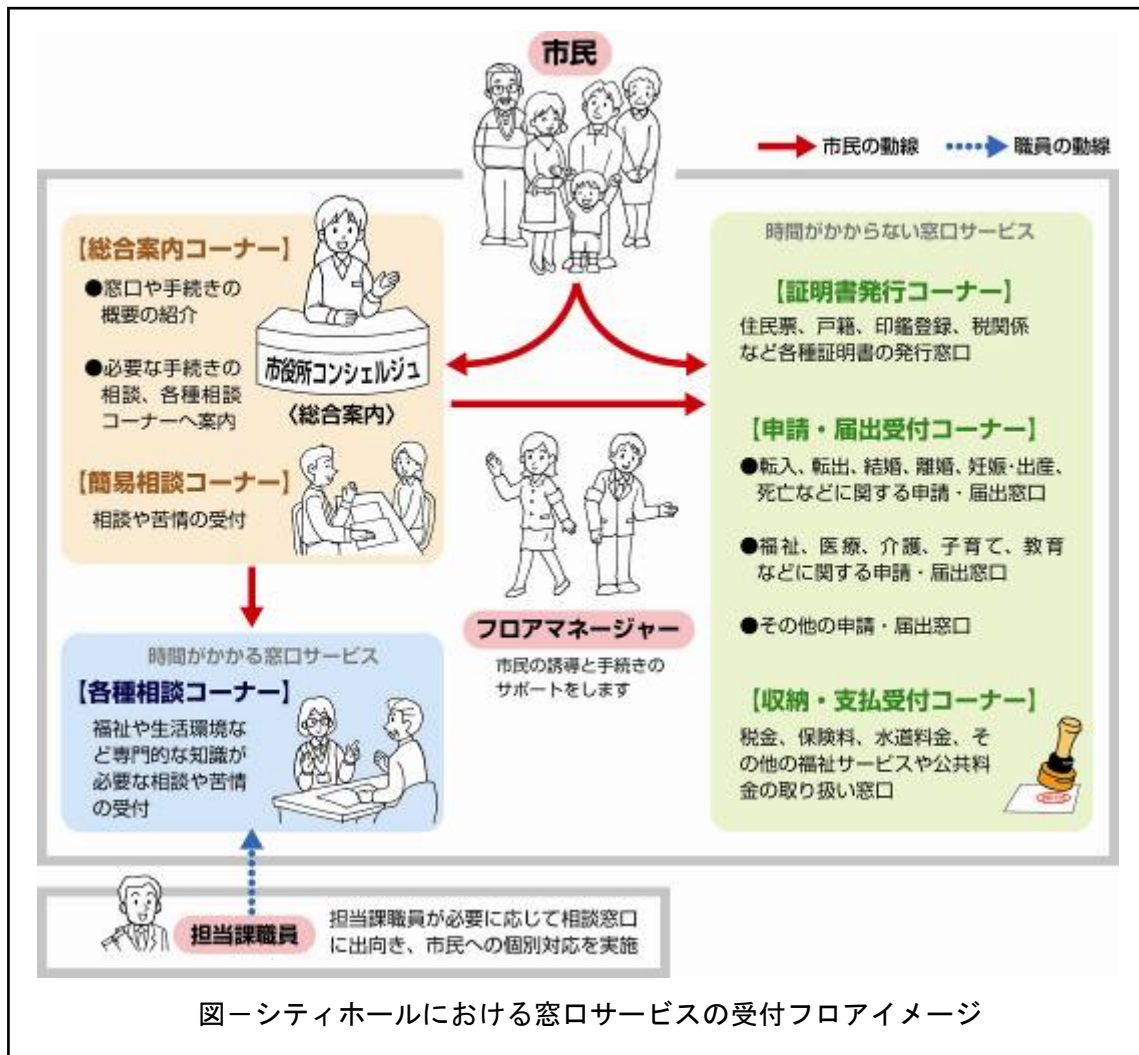 市民
市民の動線
職員の動線
【総合案内コーナー】
●窓口や手続きの
概要の紹介
●必要な手続きの
相談、各種相談
コーナーへ案内
市役所コンシェルジュ
〈総合案内〉
【簡易相談コーナー】
相談や苦情の受付
時間がかかる窓口サービス
【各種相談コーナー】
福祉や生活環境な
ど専門的な知識が
必要な相談や苦情
の受付
フロアマネージャー
市民の誘導と手続きの
サポートをします
時間がかからない窓口サービス
【証明書発行コーナー】
住民票、戸籍、印鑑登録、税関係
など各種証明書の発行窓口
【申請・届出受付コーナー】
●転入、転出、結婚、離婚、妊娠・出産、
死亡などに関する申請・届出窓口
●福祉、医療、介護、子育て、教育
などに関する申請・届出窓口
●その他の申請・届出窓口
【収納・支払受付コーナー】
税金、保険料、水道料金、そ
の他の福祉サービスや公共料
金の取り扱い窓口
担当課職員
担当課職員が必要に応じて相談窓口
に出向き、市民への個別対応を実施
図－シティホールにおける窓口サービスの受付フロアイメージ